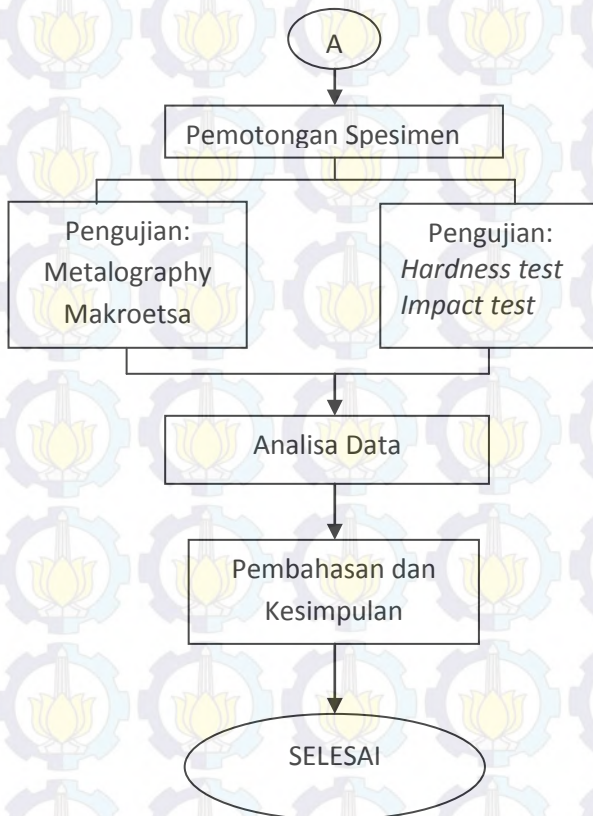 A
Pemotongan Spesimen
Pengujian:
Metalography
Makroetsa
Pengujian:
Hardness test
Impact test
Analisa Data
Pembahasan dan
Kesimpulan
SELESAI